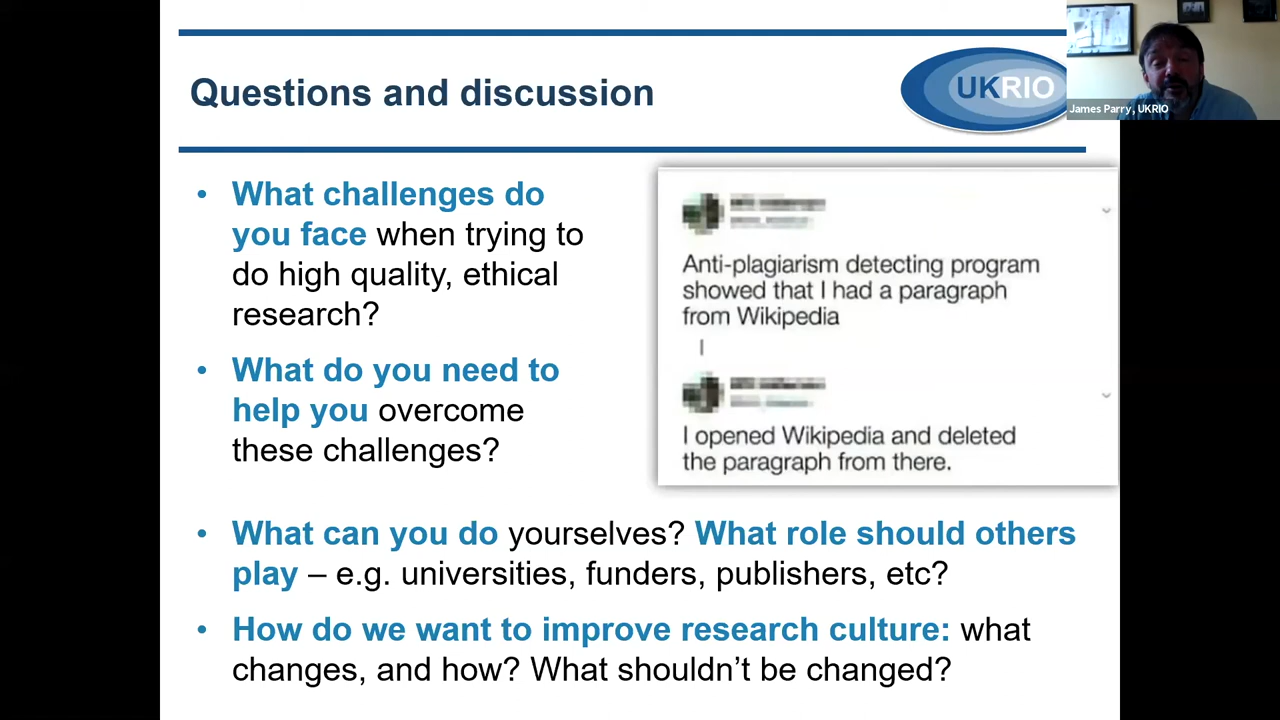 Questions and discussion
UKRIO
James Parry, UKRIO
• What challenges do
you face when trying to
do high quality, ethical
research?
• What do you need to
help you overcome
these challenges?
Anti-plagiarism detecting program
showed that I had a paragraph
from Wikipedia
I opened Wikipedia and deleted
the paragraph from there.
• What can you do yourselves? What role should others
play – e.g. universities, funders, publishers, etc?
• How do we want to improve research culture: what
changes, and how? What shouldn’t be changed?